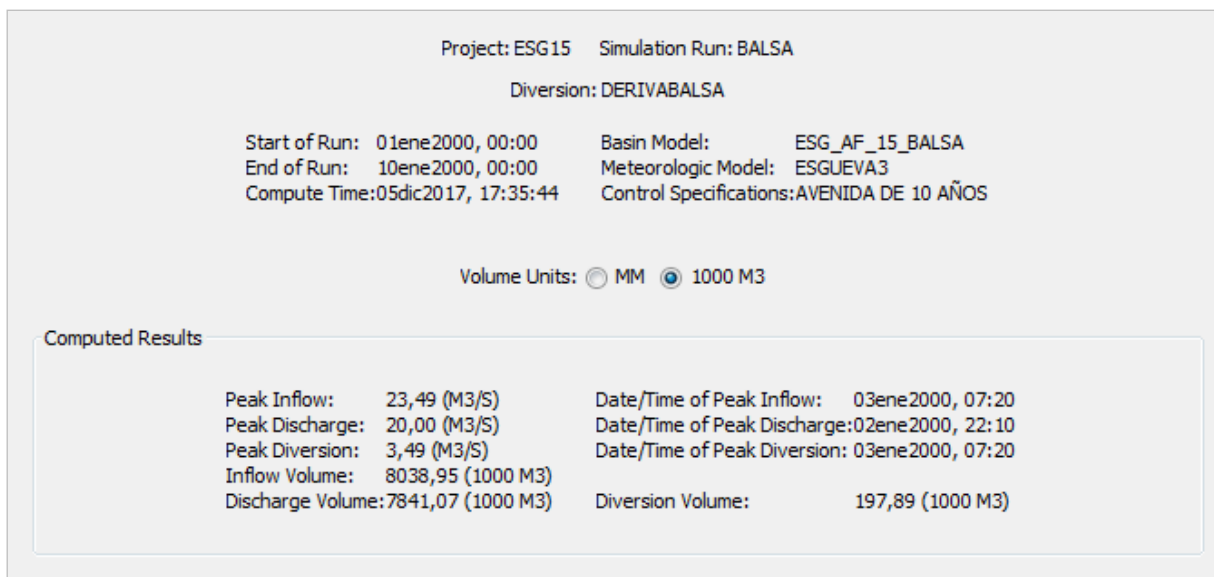 Project: ESG15 Simulation Run: BALSA
Diversion: DERIVABALSA
Start of Run: 01ene2000, 00:00 Basin Model: ESG_AF_15_BALSA
End of Run: 10ene2000, 00:00 Meteorologic Model: ESGUEVA3
Compute Time:05dic2017, 17:35:44 Control Specifications:AVENIDA DE 10 AÑOS
Volume Units: MM 1000 M3
Computed Results
Peak Inflow: 23,49 (M3/S) Date/Time of Peak Inflow: 03ene2000, 07:20
Peak Discharge: 20,00 (M3/S) Date/Time of Peak Discharge:02ene2000, 22:10
Peak Diversion: 3,49 (M3/S) Date/Time of Peak Diversion: 03ene2000, 07:20
Inflow Volume: 8038,95 (1000 M3)
Discharge Volume:7841,07 (1000 M3) Diversion Volume: 197,89 (1000 M3)